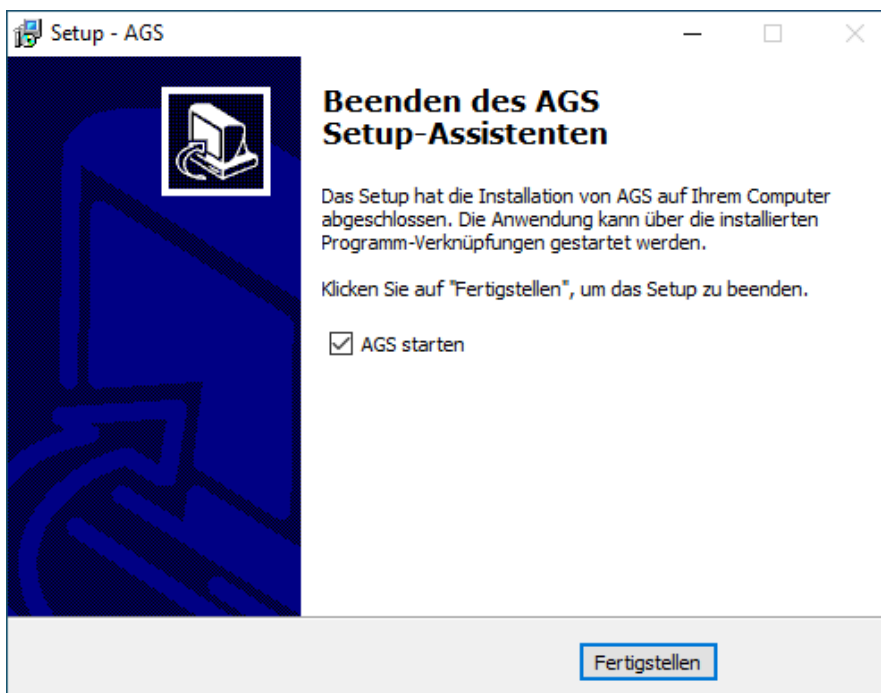 Setup - AGS
Beenden des AGS
Setup-Assistenten
Das Setup hat die Installation von AGS auf Ihrem Computer
abgeschlossen. Die Anwendung kann über die installierten
Programm-Verknüpfungen gestartet werden.
Klicken Sie auf "Fertigstellen", um das Setup zu beenden.
AGS starten
Fertigstellen